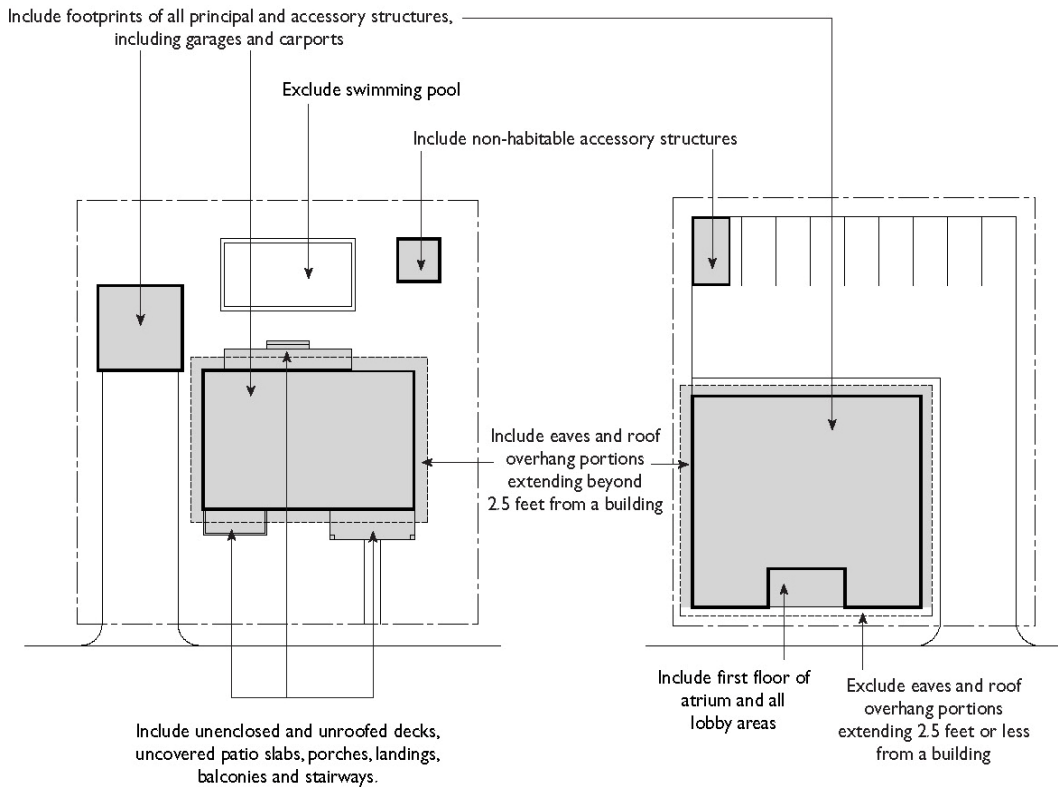 Include footprints of all principal and accessory structures,
including garages and carports
Exclude swimming pool
Include non-habitable accessory structures
Include eaves and roof
overhang portions
extending beyond
2.5 feet from a building
Include unenclosed and unroofed decks,
uncovered patio slabs, porches, landings,
balconies and stairways.
Include first floor of
atrium and all
lobby areas
Exclude eaves and roof
overhang portions
extending 2.5 feet or less
from a building